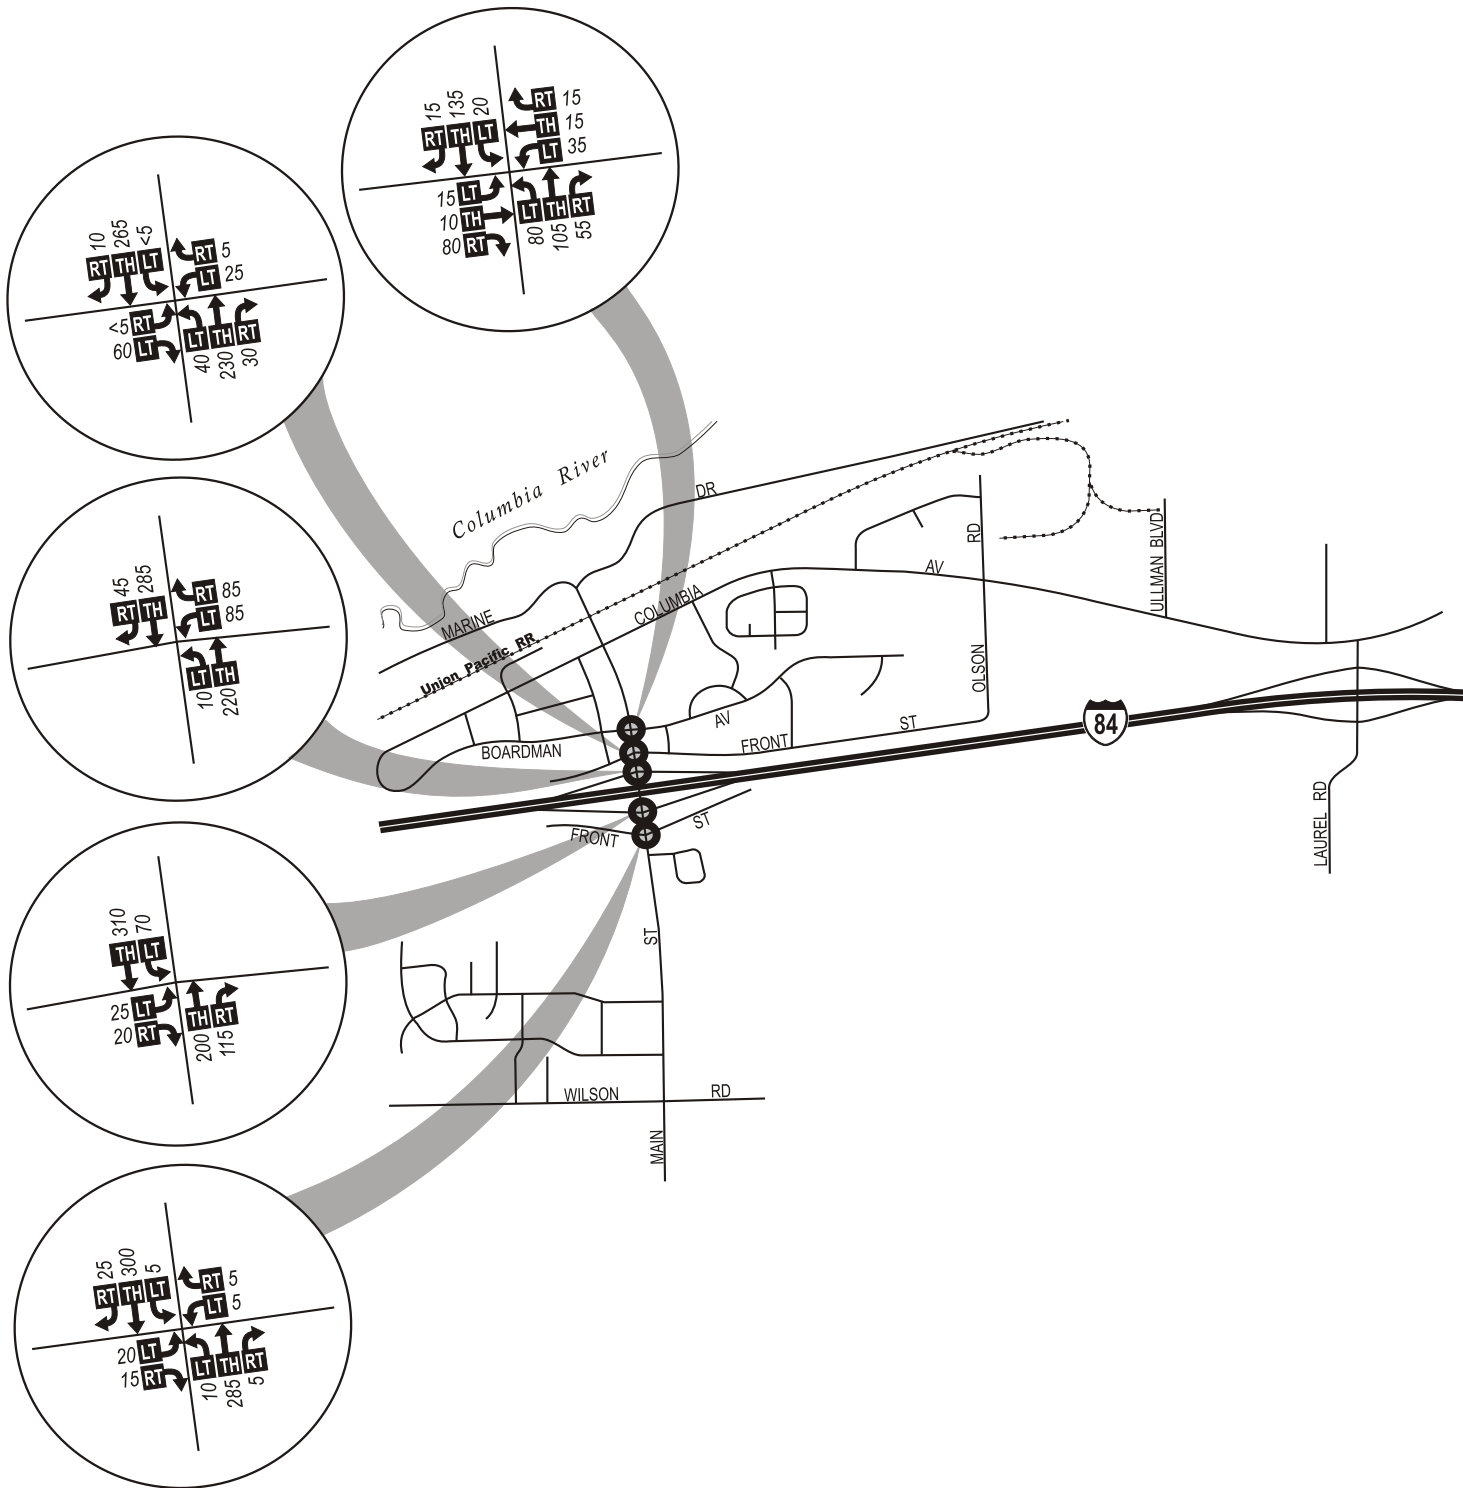 15 135 20
RT TH LT
RT 15
TH 15
LT 35
15 LT
10 TH
80 RT
LT TH RT
80 105 55
10 265 <5
RT TH LT
RT 5
LT 25
<5 RT
60 LT
LT TH RT
40 230 30
45 285
RT TH
RT 85
LT 85
LT TH
10 220
310 70
TH LT
25 LT
20 RT
TH RT
200 115
25 300 5
RT TH LT
RT 5
LT 5
20 LT
15 RT
LT TH RT
10 285 5
Columbia River
DR
MARINE
Union Pacific RR
COLUMBIA
AV
RD
OLSON
ULLMAN BLVD
BOARDMAN
AV
FRONT
ST
84
FRONT
ST
LAUREL RD
ST
WILSON
RD
MAIN